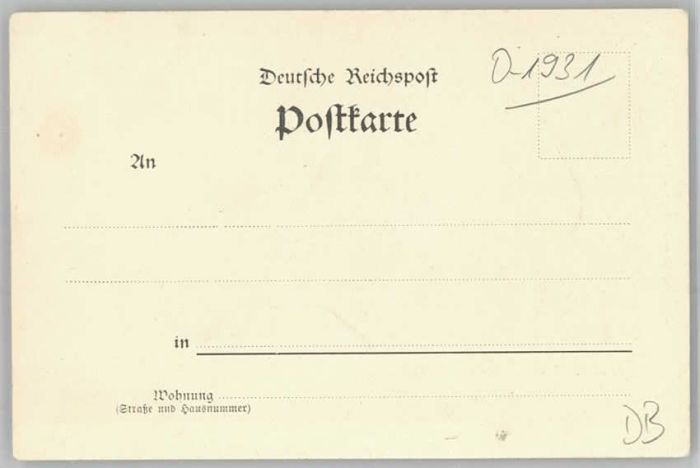 Deutsche Reichspost
O-1931
Postkarte
An
in
Wohnung
(Straße und Hausnummer)
DB